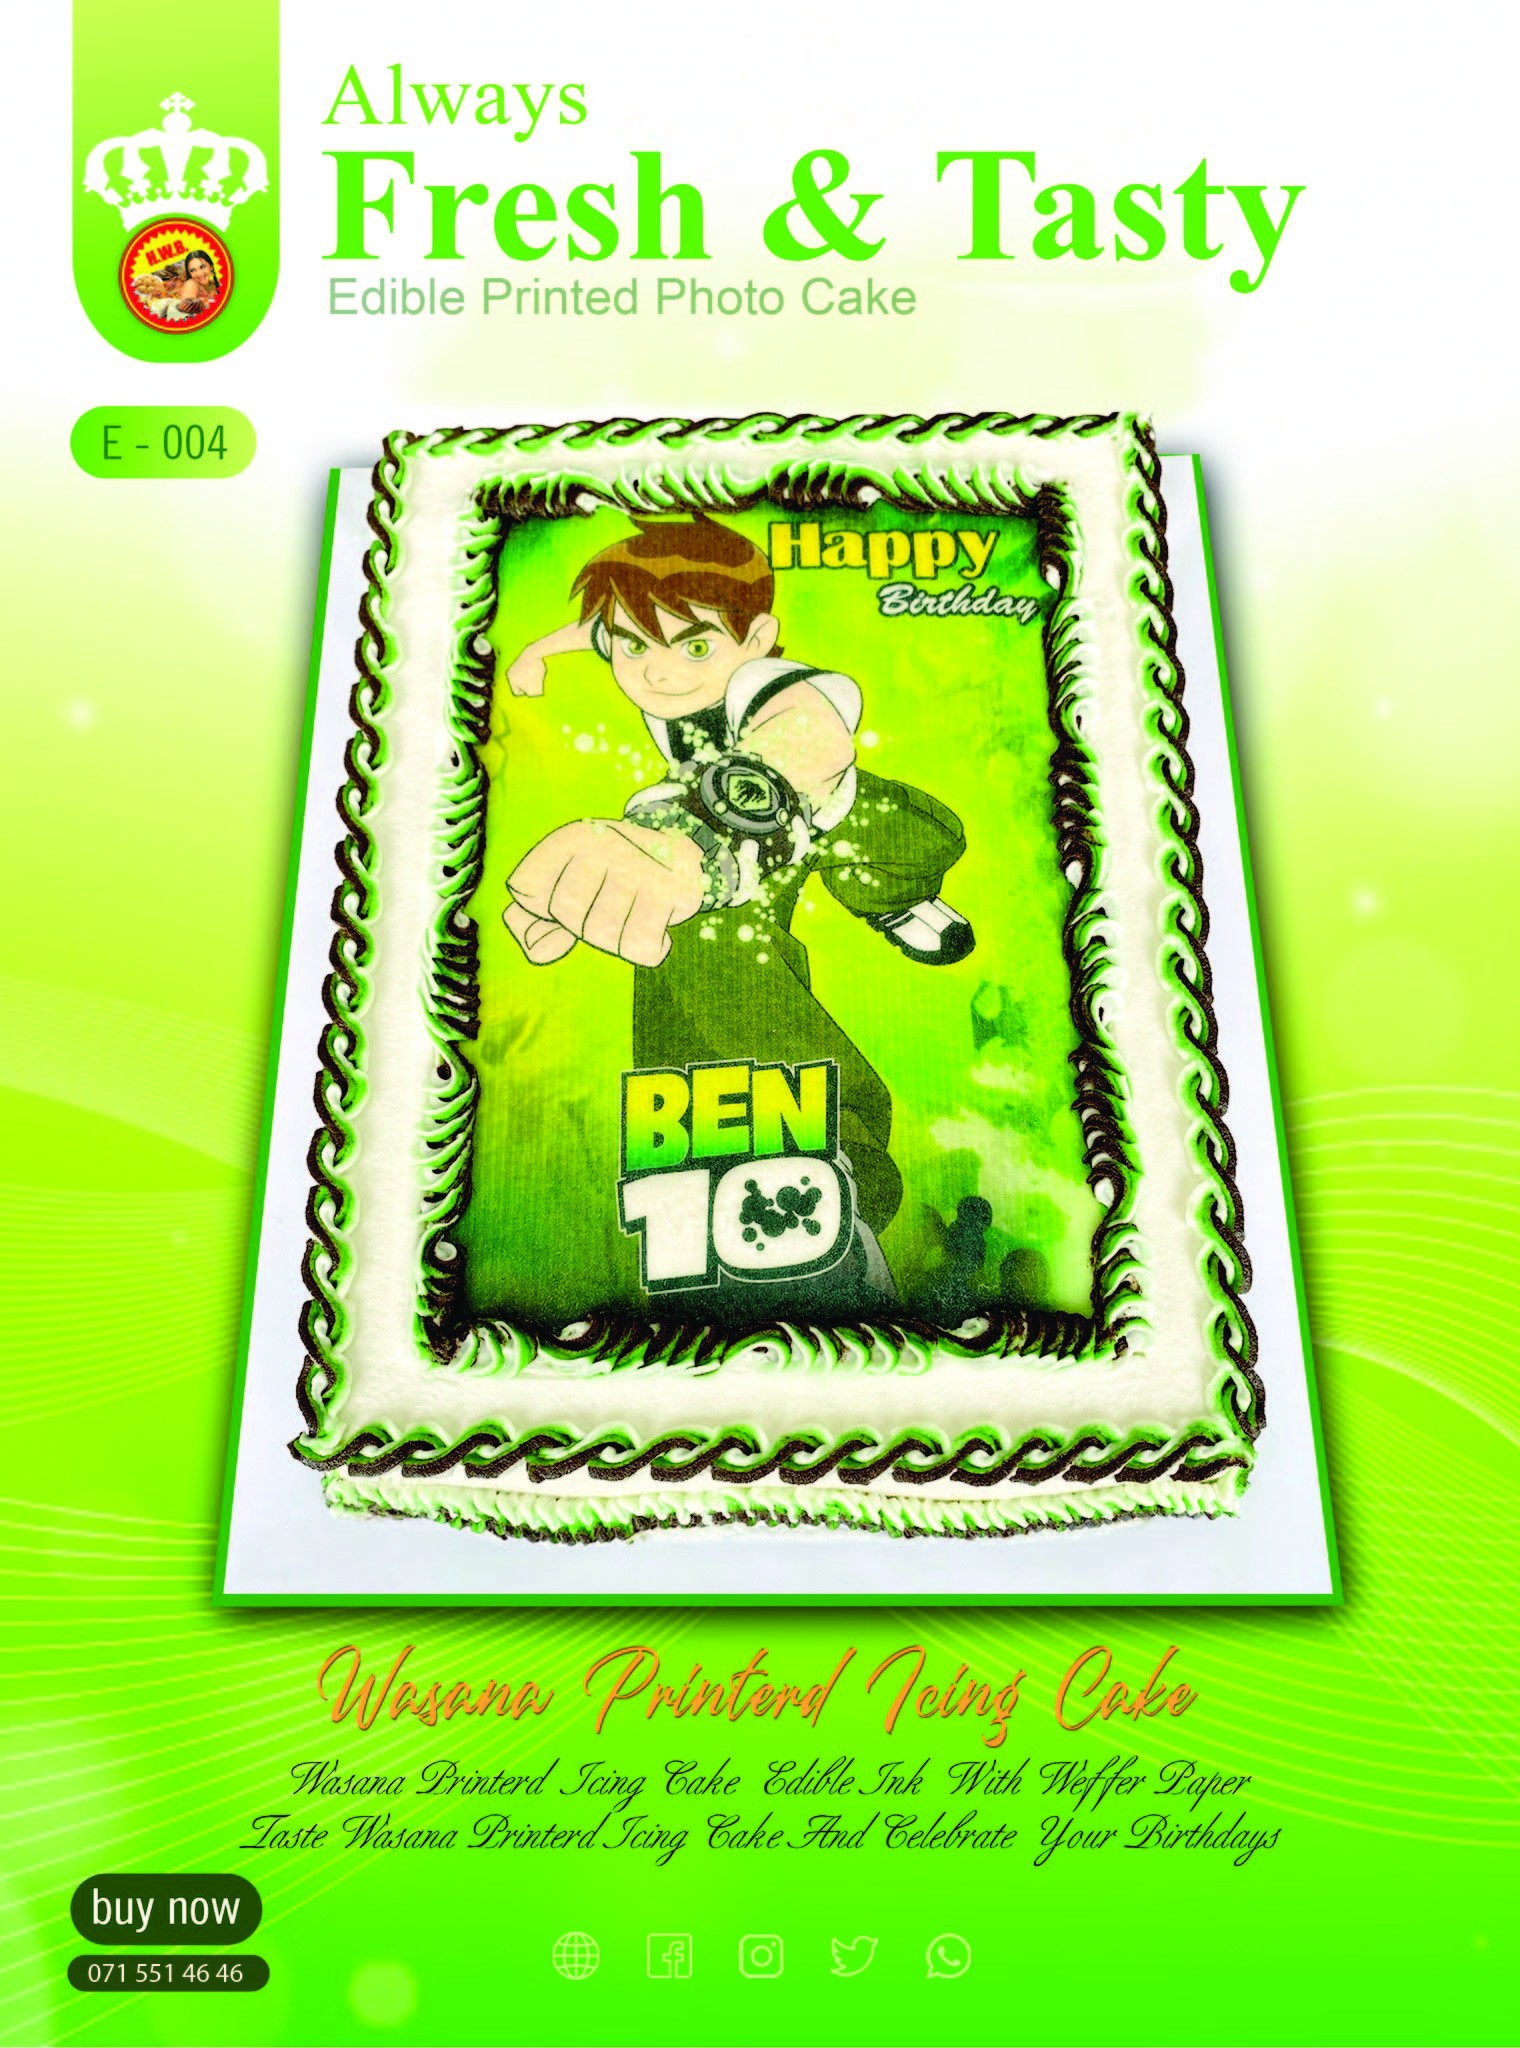 Always
Fresh & Tasty
Edible Printed Photo Cake
H.W.B.
E - 004
Happy
Birthday
BEN
10
Wasana Printerd Icing Cake
Wasana Printerd Icing Cake Edible Ink With Weffer Paper
Taste Wasana Printerd Icing Cake And Celebrate Your Birthdays
buy now
071 551 46 46